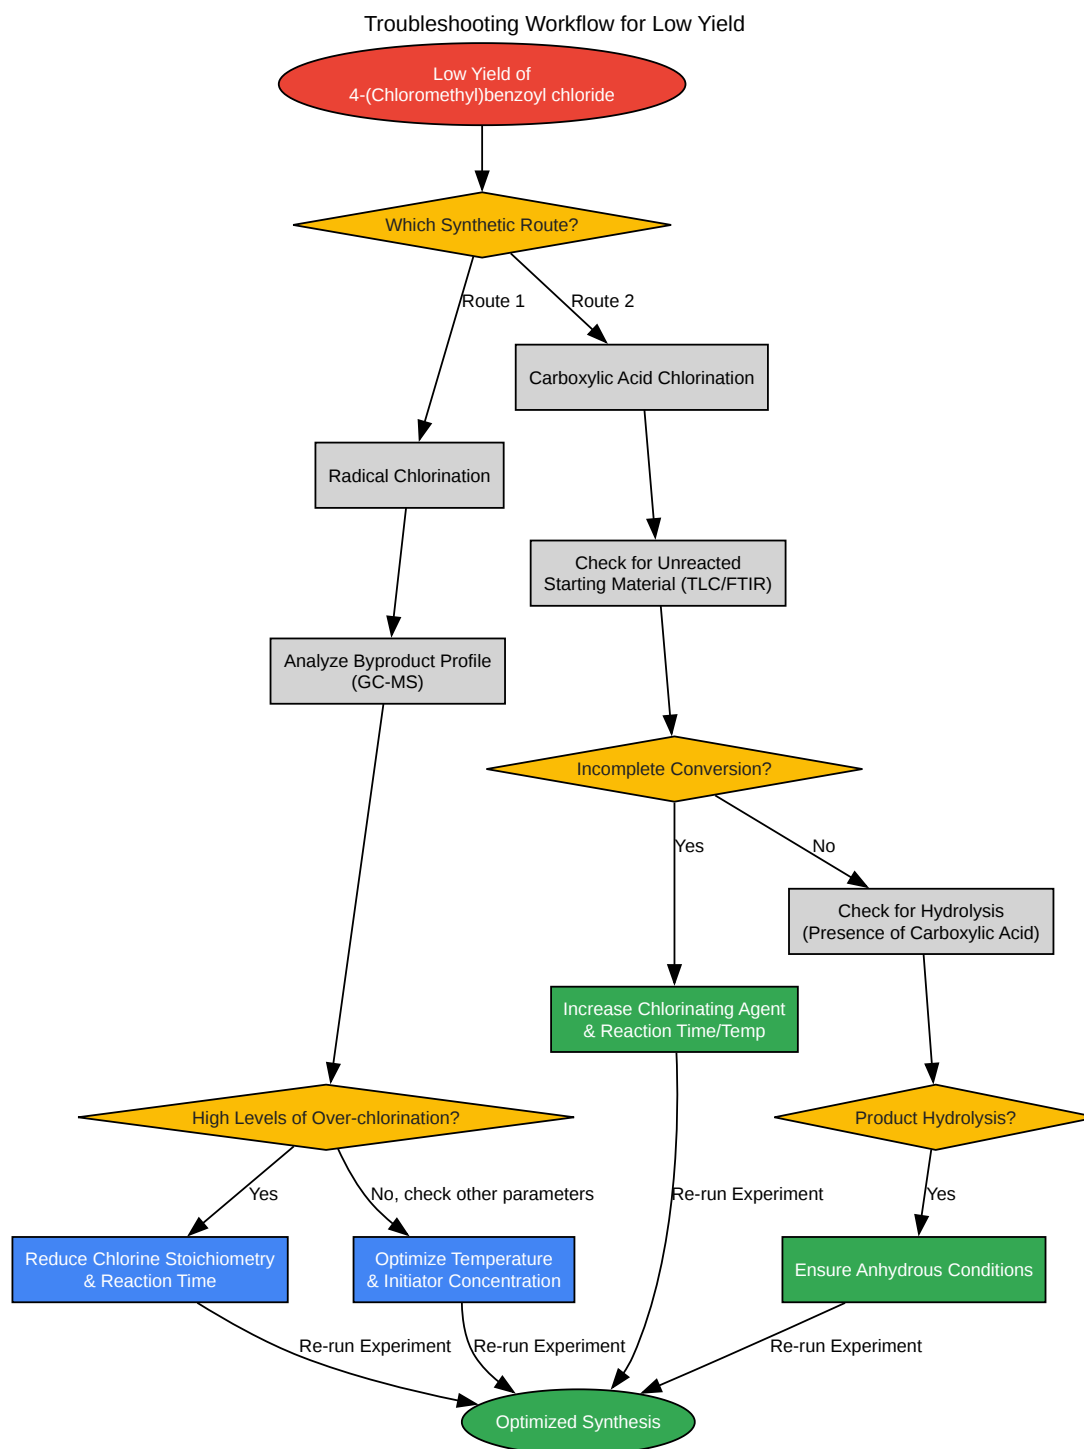 Troubleshooting Workflow for Low Yield
Low Yield of
4-(Chloromethyl)benzoyl chloride
Which Synthetic Route?
Route 1
Route 2
Carboxylic Acid Chlorination
Radical Chlorination
Check for Unreacted
Starting Material (TLC/FTIR)
Analyze Byproduct Profile
(GC-MS)
Incomplete Conversion?
Yes
No
Check for Hydrolysis
(Presence of Carboxylic Acid)
Increase Chlorinating Agent
& Reaction Time/Temp
High Levels of Over-chlorination?
Product Hydrolysis?
Yes
No, check other parameters
Re-run Experiment
Yes
Reduce Chlorine Stoichiometry
& Reaction Time
Optimize Temperature
& Initiator Concentration
Ensure Anhydrous Conditions
Re-run Experiment
Re-run Experiment
Re-run Experiment
Optimized Synthesis